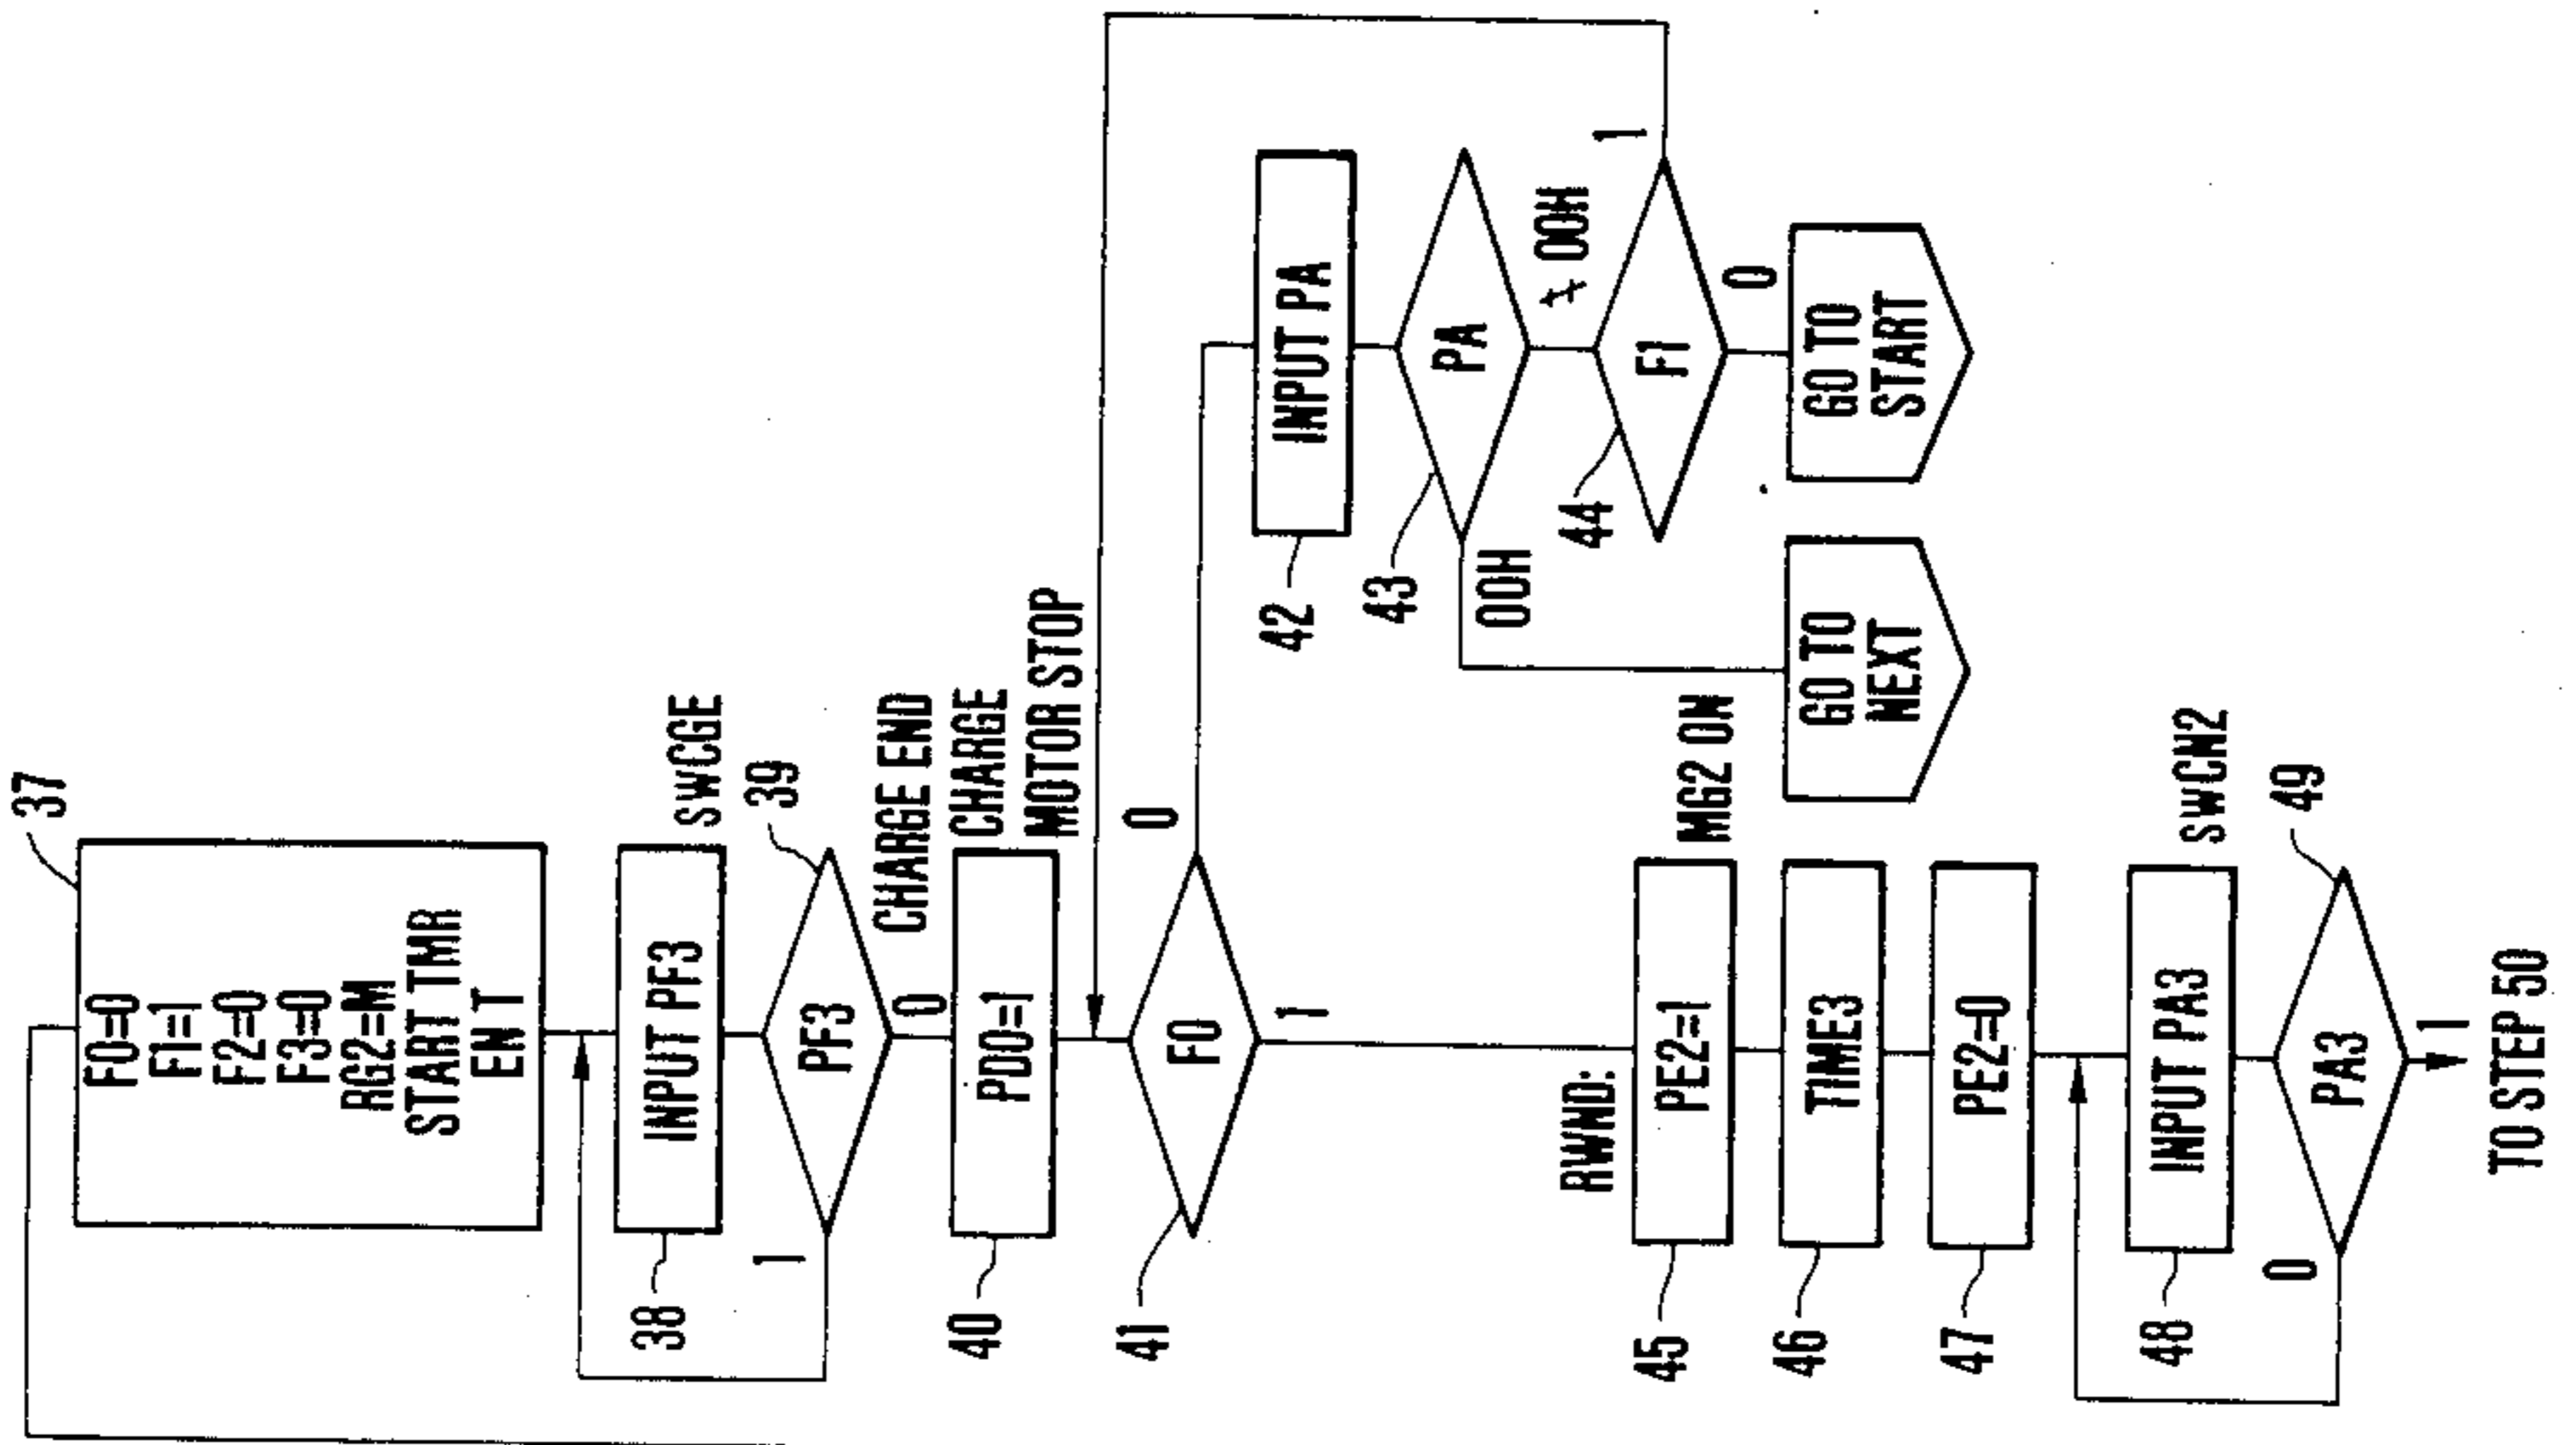 37
F0=0
F1=1
F2=0
F3=0
RG2=M
START TMR
EN T
38
INPUT PF3
swCGE
39
PF3
1
0
CHARGE END
40
PD0=1
CHARGE
MOTOR STOP
41
F0
0
1
42
INPUT PA
43
PA
00H
≠ 00H
44
F1
1
0
GO TO
NEXT
GO TO
START
RWND:
45
PE2=1
MG2 ON
46
TIME3
47
PE2=0
48
INPUT PA3
swCN2
49
PA3
0
1
TO STEP 50